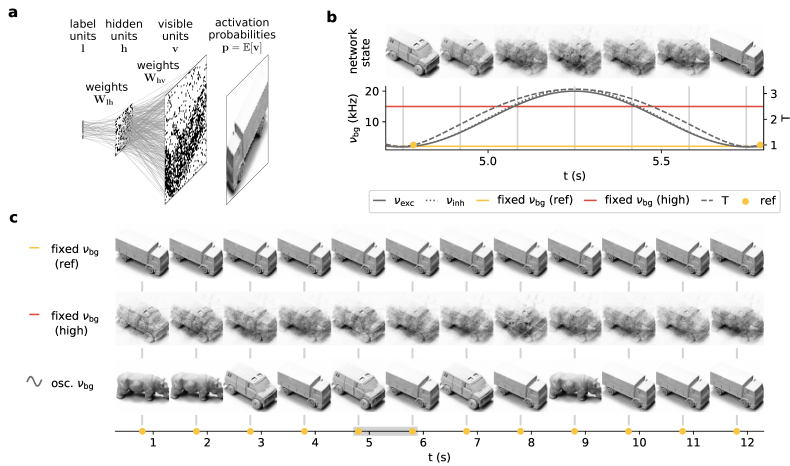 a
label units l
hidden units h
visible units v
activation probabilities p = E[v]
weights W_hv
weights W_lh
b
network state
ν_bg (kHz)
20
10
3
2
1
T
5.0
5.5
t (s)
ν_exc
ν_inh
fixed ν_bg (ref)
fixed ν_bg (high)
T
ref
c
fixed ν_bg (ref)
fixed ν_bg (high)
osc. ν_bg
1 2 3 4 5 6 7 8 9 10 11 12
t (s)